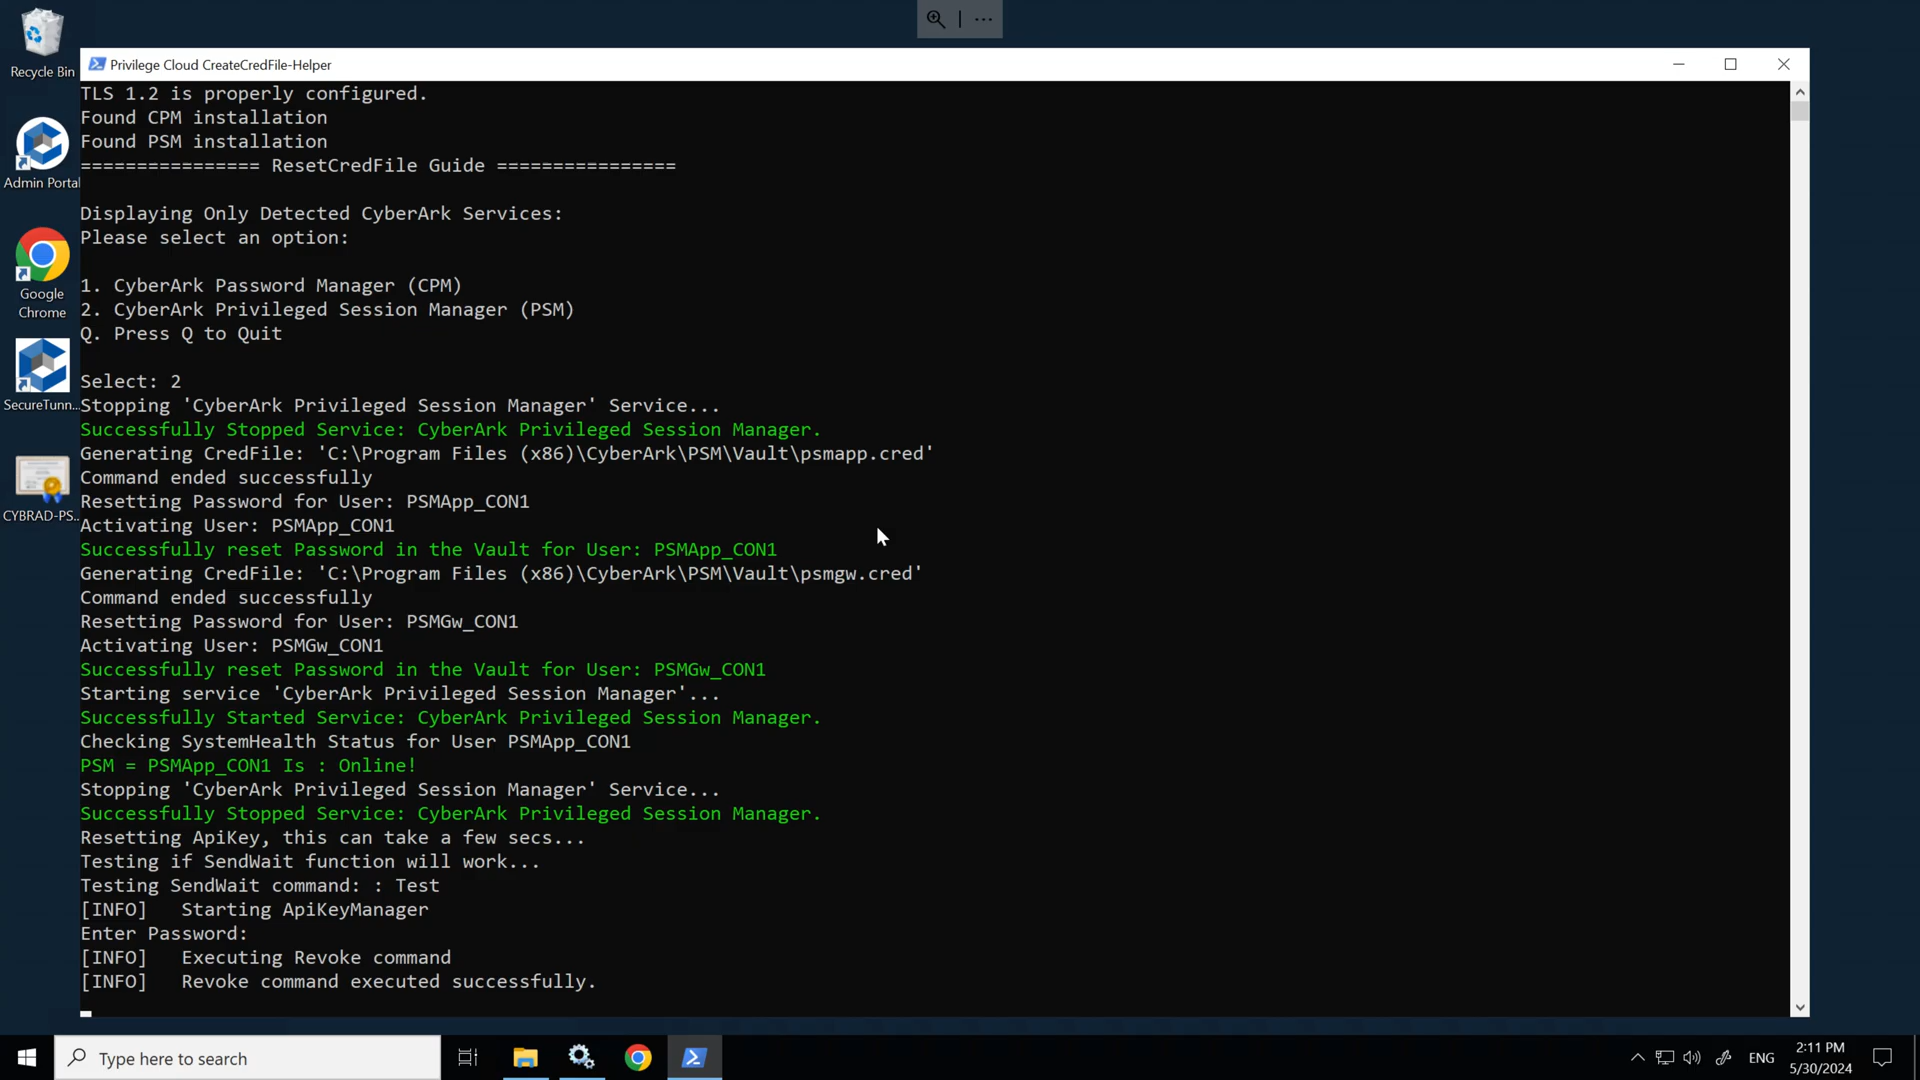 Recycle Bin
Admin Portal
Google
Chrome
SecureTunn...
CYBRAD-PS...
Privilege Cloud CreateCredFile-Helper
TLS 1.2 is properly configured.
Found CPM installation
Found PSM installation
================ ResetCredFile Guide ================
Displaying Only Detected CyberArk Services:
Please select an option:
1. CyberArk Password Manager (CPM)
2. CyberArk Privileged Session Manager (PSM)
Q. Press Q to Quit
Select: 2
Stopping 'CyberArk Privileged Session Manager' Service...
Successfully Stopped Service: CyberArk Privileged Session Manager.
Generating CredFile: 'C:\Program Files (x86)\CyberArk\PSM\Vault\psmapp.cred'
Command ended successfully
Resetting Password for User: PSMApp_CON1
Activating User: PSMApp_CON1
Successfully reset Password in the Vault for User: PSMApp_CON1
Generating CredFile: 'C:\Program Files (x86)\CyberArk\PSM\Vault\psmgw.cred'
Command ended successfully
Resetting Password for User: PSMGw_CON1
Activating User: PSMGw_CON1
Successfully reset Password in the Vault for User: PSMGw_CON1
Starting service 'CyberArk Privileged Session Manager'...
Successfully Started Service: CyberArk Privileged Session Manager.
Checking SystemHealth Status for User PSMApp_CON1
PSM = PSMApp_CON1 Is : Online!
Stopping 'CyberArk Privileged Session Manager' Service...
Successfully Stopped Service: CyberArk Privileged Session Manager.
Resetting ApiKey, this can take a few secs...
Testing if SendWait function will work...
Testing SendWait command: : Test
[INFO]   Starting ApiKeyManager
Enter Password:
[INFO]   Executing Revoke command
[INFO]   Revoke command executed successfully.
Type here to search
ENG
2:11 PM
5/30/2024